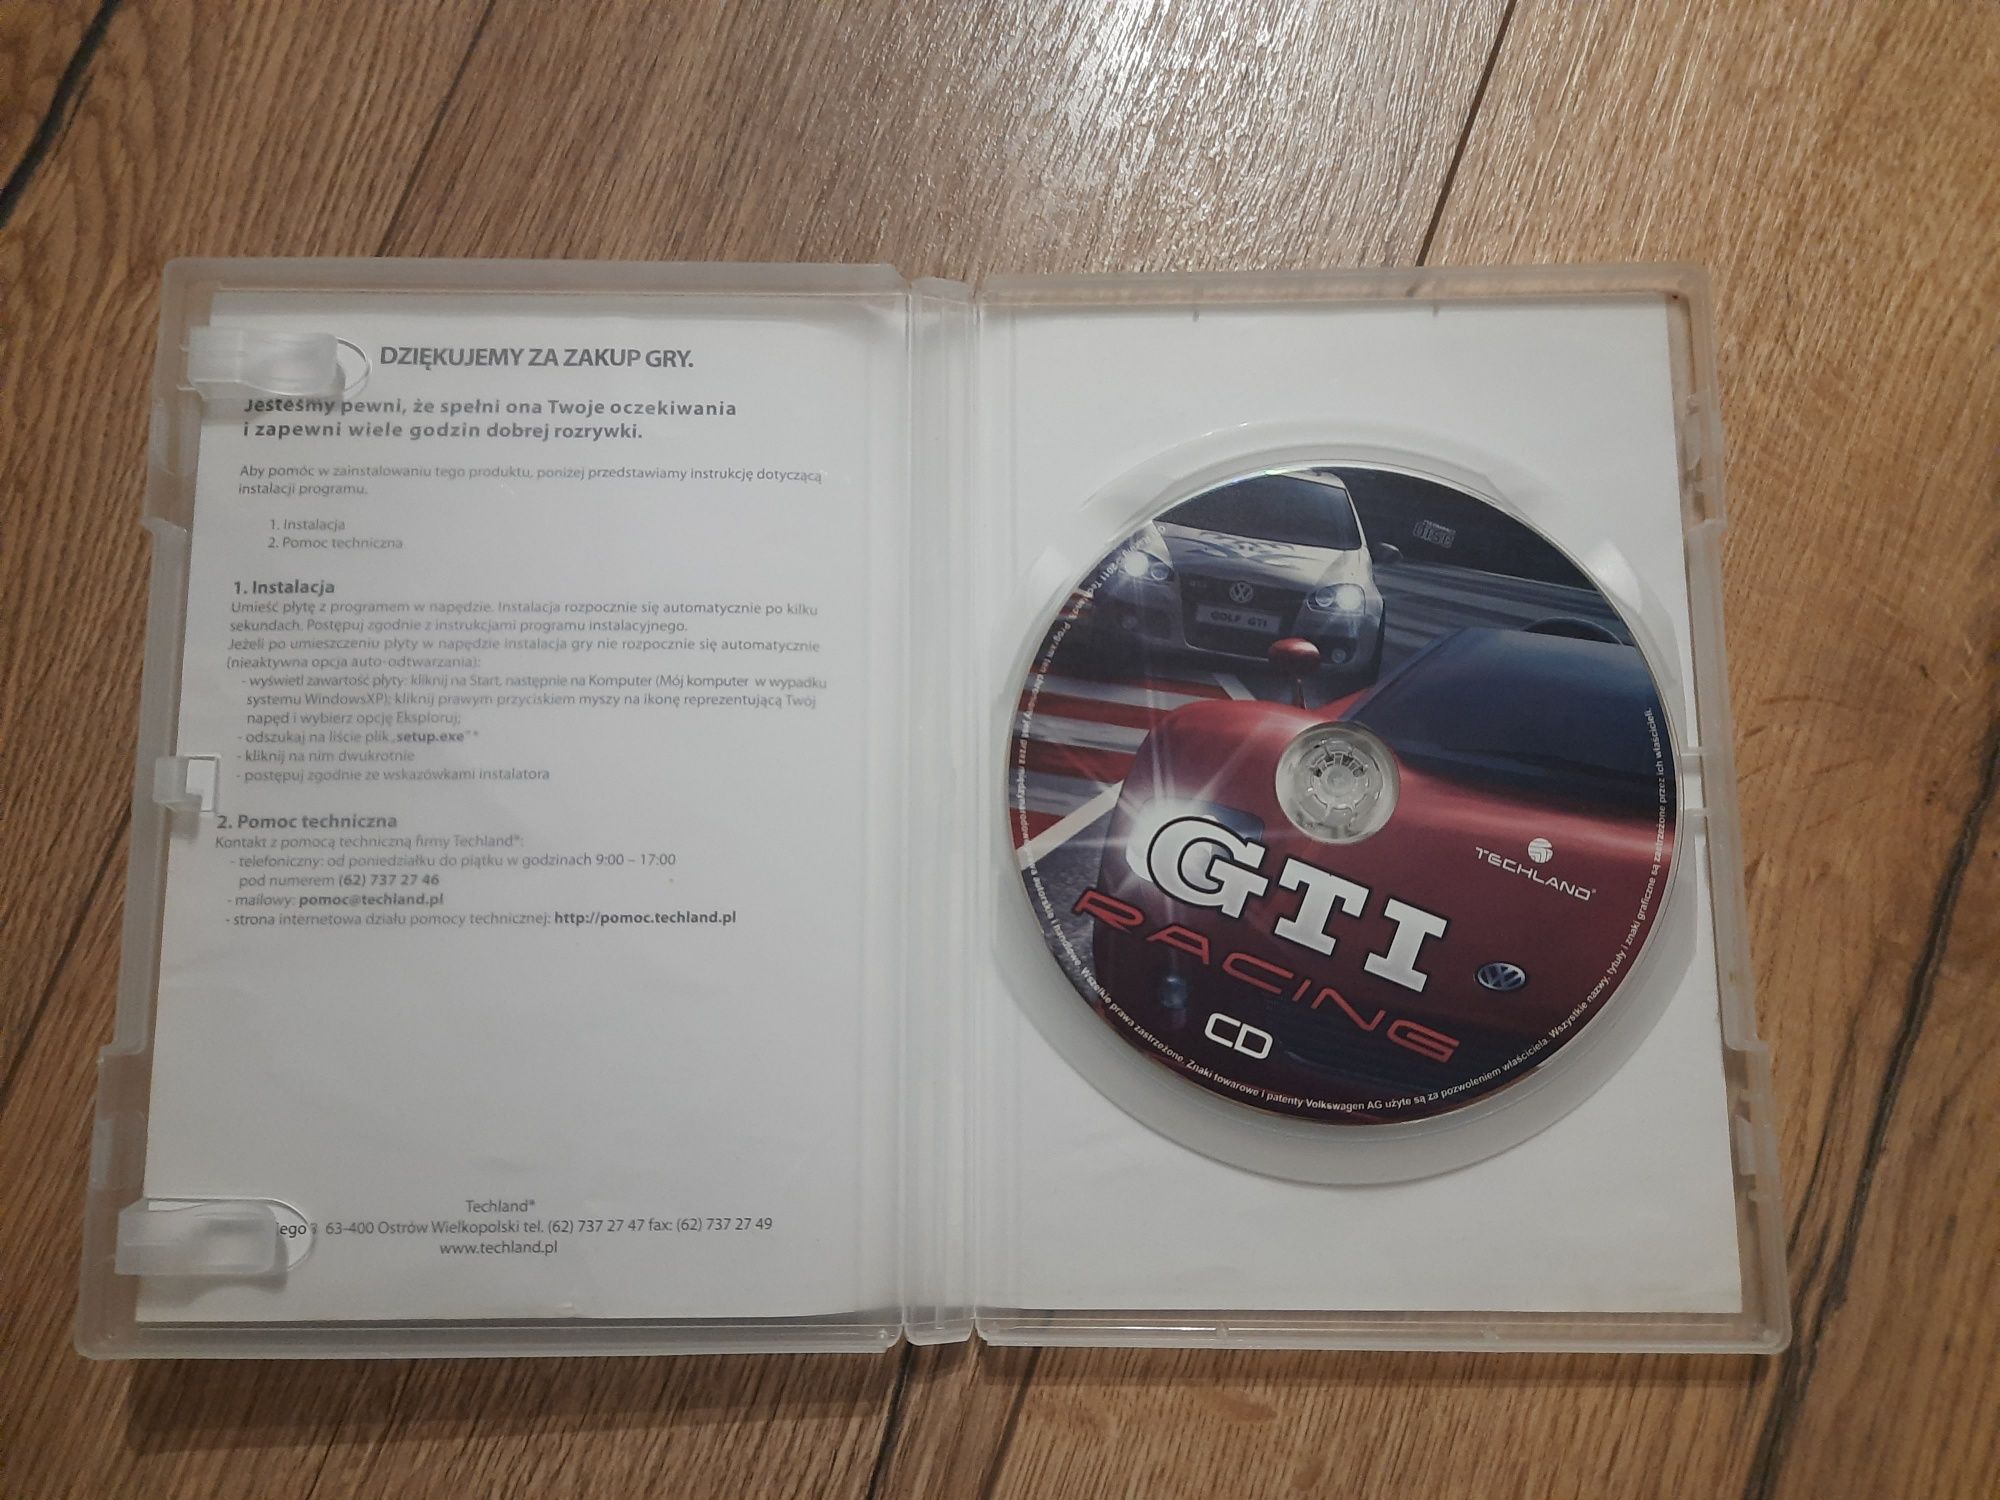 DZIĘKUJEMY ZA ZAKUP GRY.
Jesteśmy pewni, że spełni ona Twoje oczekiwania
i zapewni wiele godzin dobrej rozrywki.
Aby pomóc w zainstalowaniu tego produktu, poniżej przedstawiamy instrukcję dotyczącą
instalacji programu.
1. Instalacja
2. Pomoc techniczna
1. Instalacja
Umieść płytę z programem w napędzie. Instalacja rozpocznie się automatycznie po kilku
sekundach. Postępuj zgodnie z instrukcjami programu instalacyjnego.
Jeżeli po umieszczeniu płyty w napędzie instalacja gry nie rozpocznie się automatycznie
(nieaktywna opcja auto-odtwarzania):
- wyświetl zawartość płyty: kliknij na Start, następnie na Komputer (Mój komputer w wypadku
systemu WindowsXP); kliknij prawym przyciskiem myszy na ikonę reprezentującą Twój
napęd i wybierz opcję Eksploruj;
- odszukaj na liście plik „setup.exe"*
- kliknij na nim dwukrotnie
- postępuj zgodnie ze wskazówkami instalatora
2. Pomoc techniczna
Kontakt z pomocą techniczną firmy Techland®:
- telefoniczny: od poniedziałku do piątku w godzinach 9:00 – 17:00
pod numerem (62) 737 27 46
- mailowy: pomoc@techland.pl
- strona internetowa działu pomocy technicznej: http://pomoc.techland.pl
Techland®
63-400 Ostrów Wielkopolski tel. (62) 737 27 47 fax: (62) 737 27 49
www.techland.pl
disc
GOLF GTI
GTI
RACING
CD
TECHLAND®
Wszelkie prawa zastrzeżone. Znaki towarowe i patenty Volkswagen AG użyte są za pozwoleniem właściciela. Wszystkie nazwy, tytuły i znaki graficzne są zastrzeżone przez ich właścicieli.